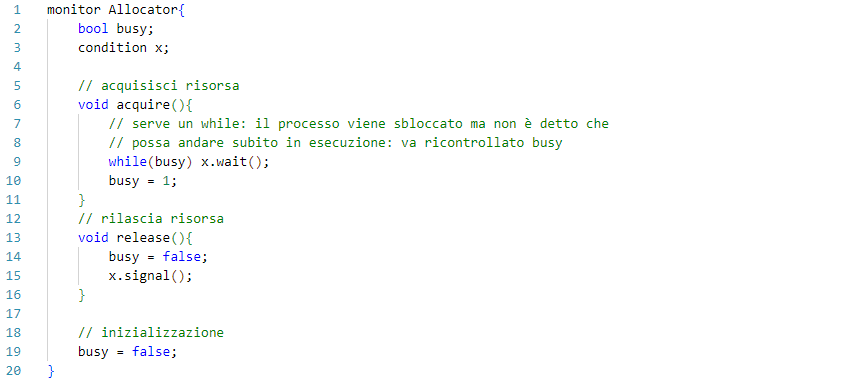 1 monitor Allocator{
2 bool busy;
3 condition x;
4
5 // acquisisci risorsa
6 void acquire(){
7 // serve un while: il processo viene sbloccato ma non è detto che
8 // possa andare subito in esecuzione: va ricontrollato busy
9 while(busy) x.wait();
10 busy = 1;
11 }
12 // rilascia risorsa
13 void release(){
14 busy = false;
15 x.signal();
16 }
17
18 // inizializzazione
19 busy = false;
20 }